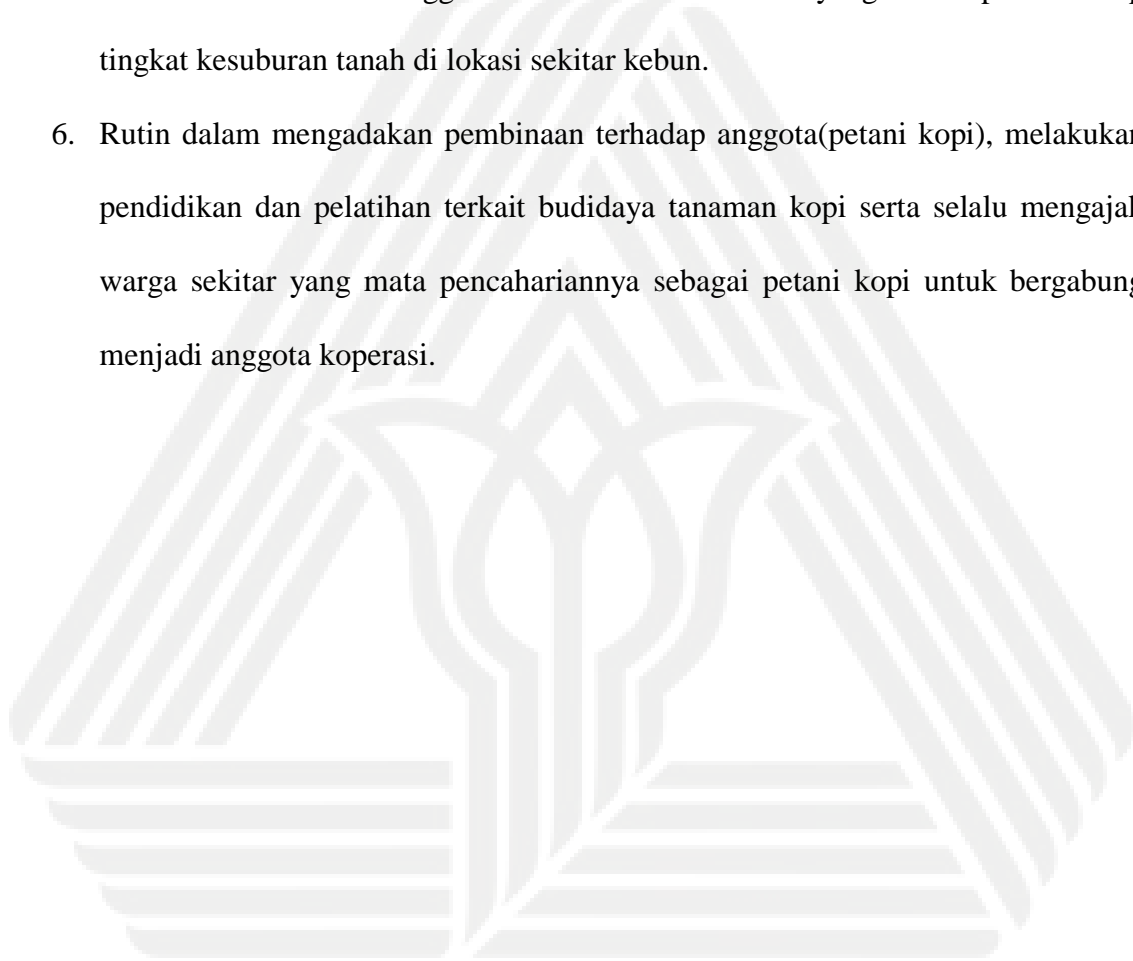 tingkat kesuburan tanah di lokasi sekitar kebun.
6. Rutin dalam mengadakan pembinaan terhadap anggota(petani kopi), melakukan
pendidikan dan pelatihan terkait budidaya tanaman kopi serta selalu mengajak
warga sekitar yang mata pencahariannya sebagai petani kopi untuk bergabung
menjadi anggota koperasi.